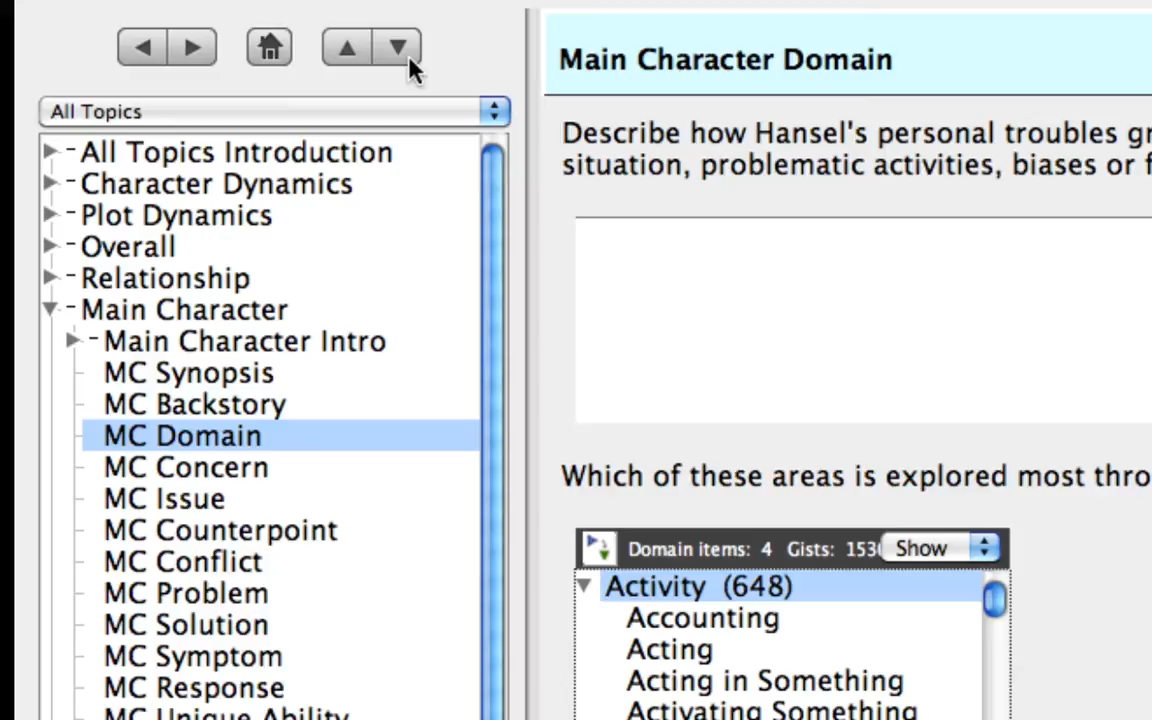 Main Character Domain
All Topics
Describe how Hansel's personal troubles
situation, problematic activities, biases or
All Topics Introduction
Character Dynamics
Plot Dynamics
Overall
Relationship
Main Character
Main Character Intro
MC Synopsis
MC Backstory
MC Domain
MC Concern
MC Issue
MC Counterpoint
MC Conflict
MC Problem
MC Solution
MC Symptom
MC Response
MC Unique Ability
Which of these areas is explored most
Domain items: 4 Gists: Show
Activity (648)
Accounting
Acting
Acting in Something
Activating Something